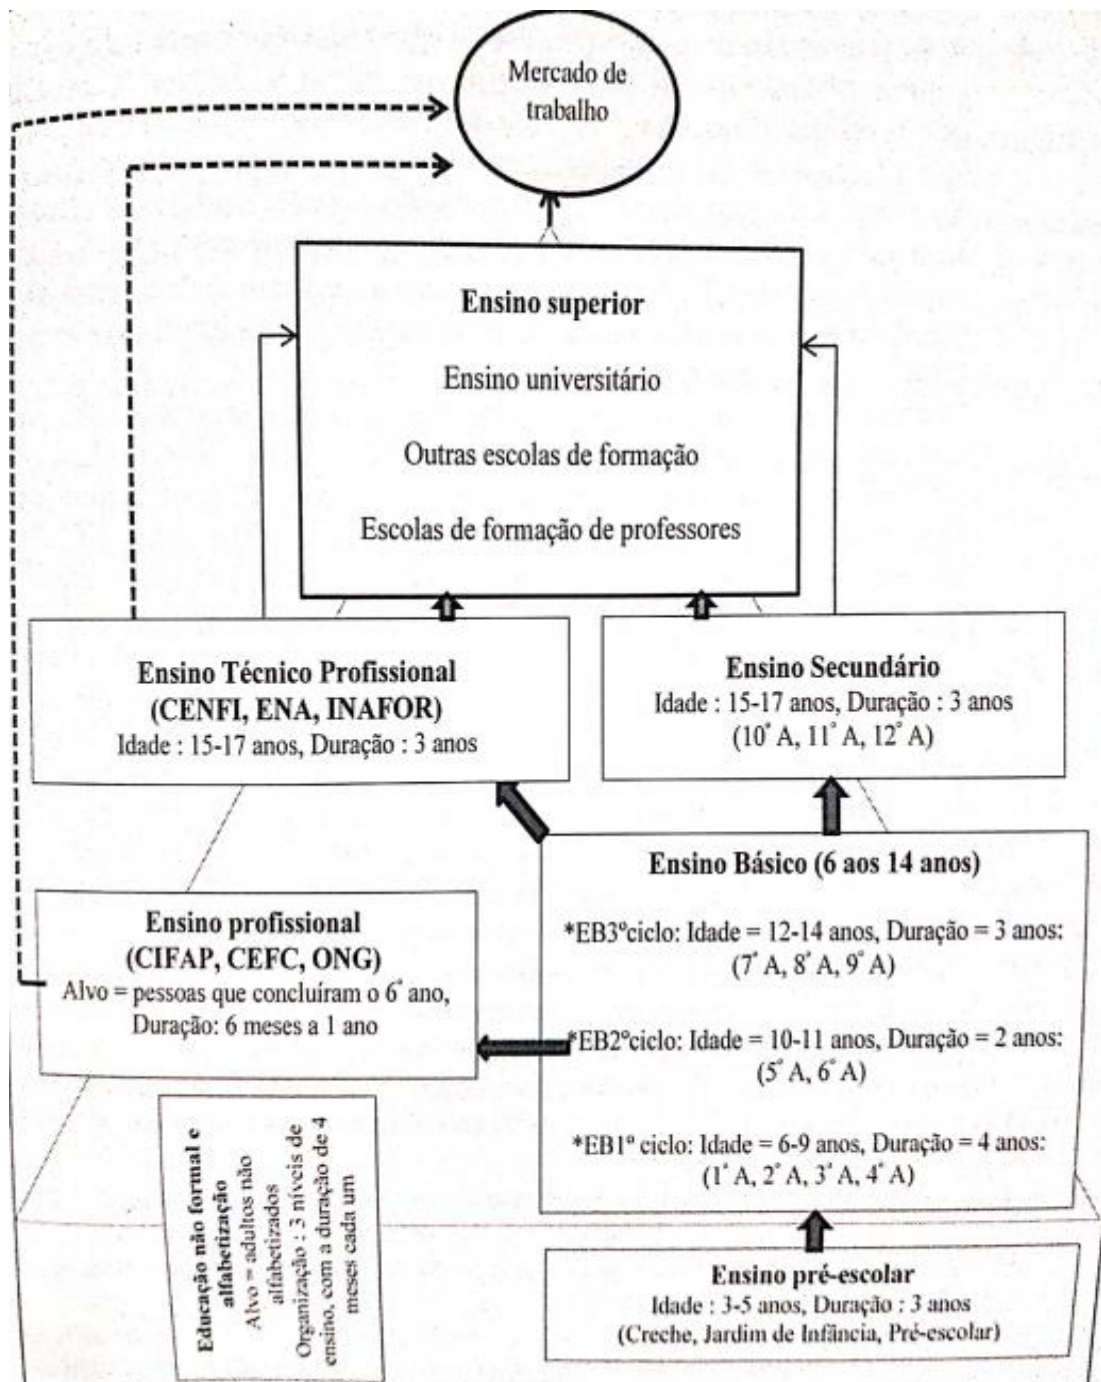 Mercado de
trabalho
Ensino superior
Ensino universitário
Outras escolas de formação
Escolas de formação de professores
Ensino Técnico Profissional
(CENFI, ENA, INAFOR)
Idade : 15-17 anos, Duração : 3 anos
Ensino Secundário
Idade : 15-17 anos, Duração : 3 anos
(10° A, 11° A, 12° A)
Ensino Básico (6 aos 14 anos)
*EB3ºciclo: Idade = 12-14 anos, Duração = 3 anos:
(7° A, 8° A, 9° A)
*EB2ºciclo: Idade = 10-11 anos, Duração = 2 anos:
(5° A, 6° A)
*EB1º ciclo: Idade = 6-9 anos, Duração = 4 anos:
(1° A, 2° A, 3° A, 4° A)
Ensino profissional
(CIFAP, CEFC, ONG)
Alvo = pessoas que concluíram o 6° ano,
Duração: 6 meses a 1 ano
Educação não formal e
alfabetização
Alvo = adultos não
alfabetizados
Organização : 3 níveis de
ensino, com a duração de 4
meses cada um
Ensino pré-escolar
Idade : 3-5 anos, Duração : 3 anos
(Creche, Jardim de Infância, Pré-escolar)